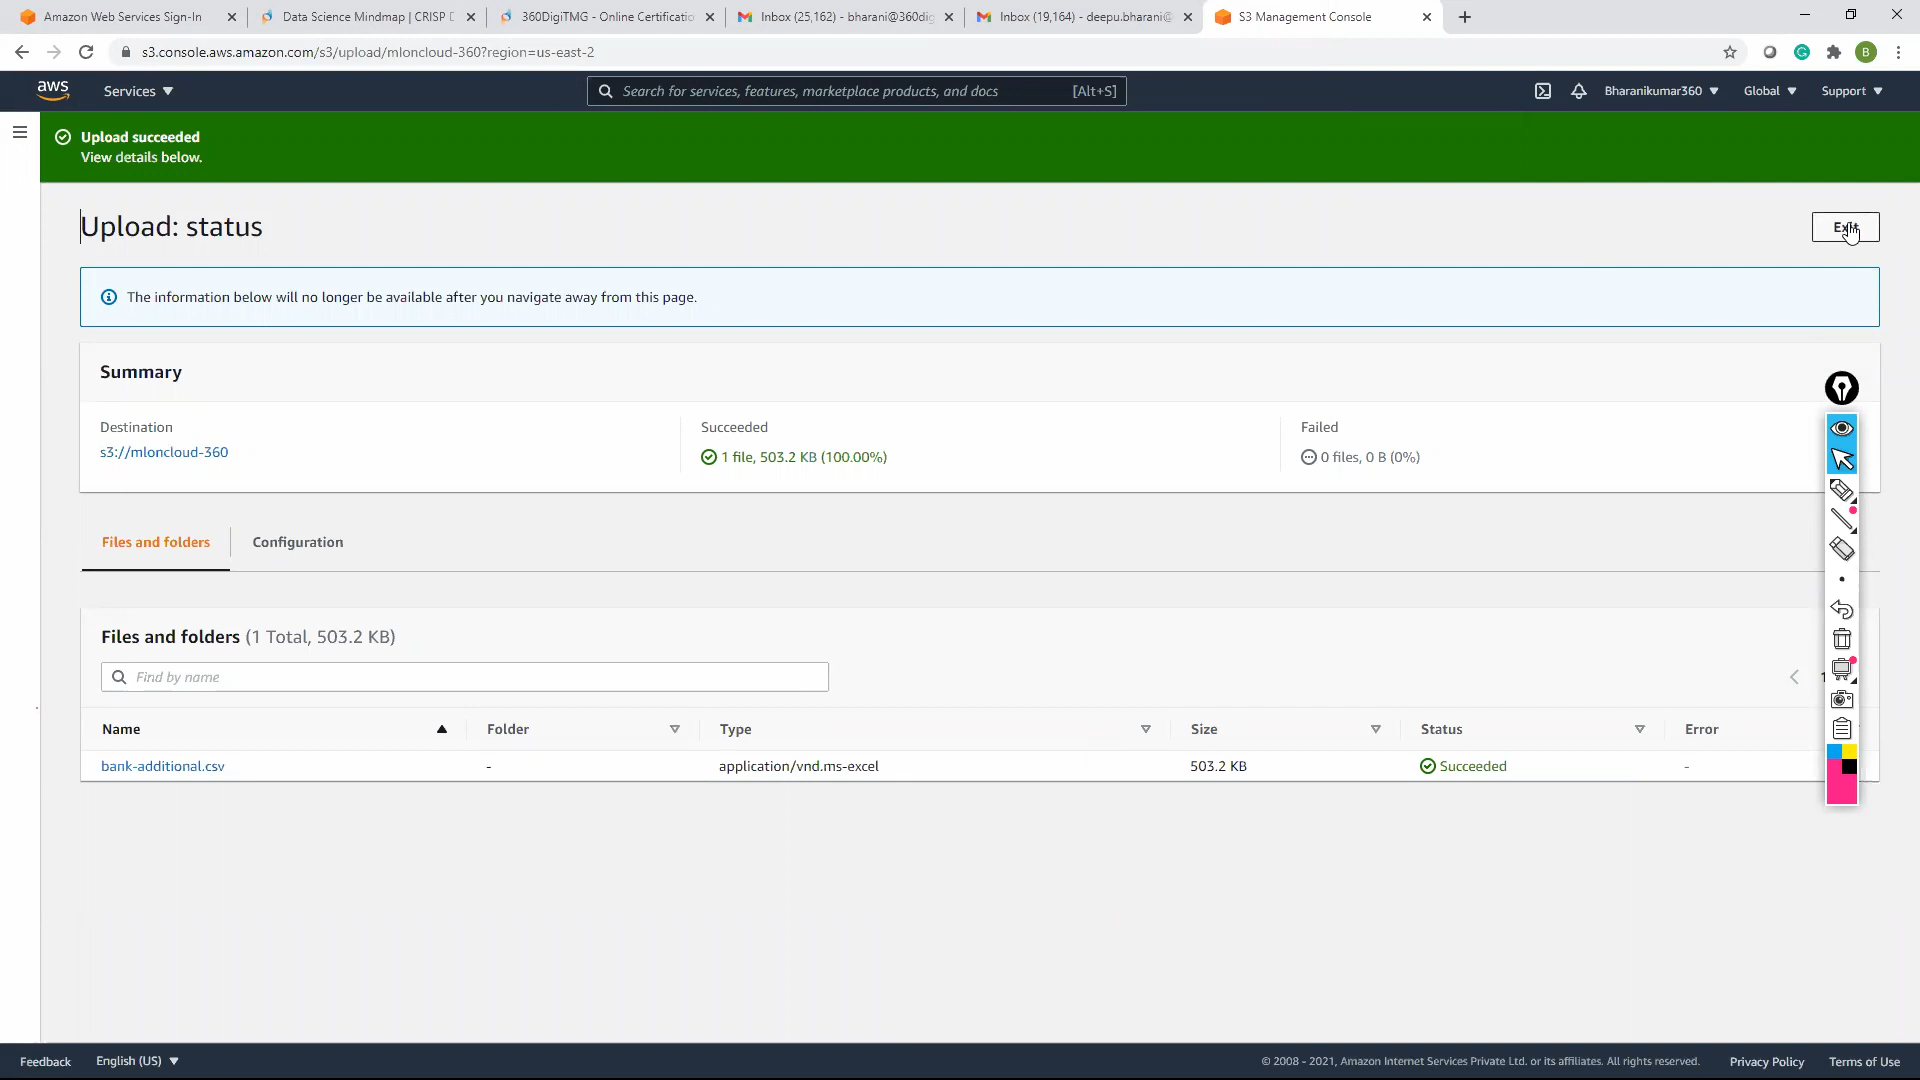 Amazon Web Services Sign-In
Data Science Mindmap | CRISP
360DigiTMG - Online Certificatio
Inbox (25,162) - bharani@360dig
Inbox (19,164) - deepu.bharani@
S3 Management Console
s3.console.aws.amazon.com/s3/upload/mloncloud-360?region=us-east-2
B
aws
Services
Search for services, features, marketplace products, and docs
[Alt+S]
Bharanikumar360
Global
Support
Upload succeeded
View details below.
Upload: status
Exit
The information below will no longer be available after you navigate away from this page.
Summary
Destination
Succeeded
Failed
s3://mloncloud-360
1 file, 503.2 KB (100.00%)
0 files, 0 B (0%)
Files and folders
Configuration
Files and folders (1 Total, 503.2 KB)
Find by name
1
Name
Folder
Type
Size
Status
Error
bank-additional.csv
-
application/vnd.ms-excel
503.2 KB
Succeeded
-
Feedback
English (US)
© 2008 - 2021, Amazon Internet Services Private Ltd. or its affiliates. All rights reserved.
Privacy Policy
Terms of Use